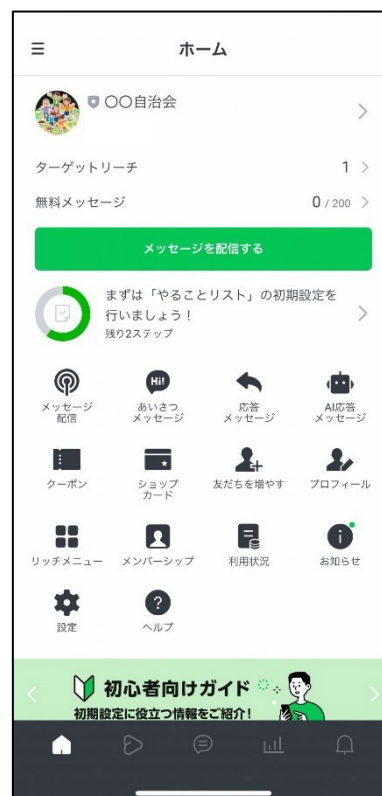 ホーム
〇〇自治会
ターゲットリーチ 1
無料メッセージ 0 / 200
メッセージを配信する
まずは「やることリスト」の初期設定を
行いましょう！
残り2ステップ
メッセージ
配信
Hi!
あいさつ
メッセージ
応答
メッセージ
AI応答
メッセージ
クーポン
ショップ
カード
友だちを増やす
プロフィール
リッチメニュー
メンバーシップ
利用状況
お知らせ
設定
ヘルプ
初心者向けガイド
初期設定に役立つ情報をご紹介！